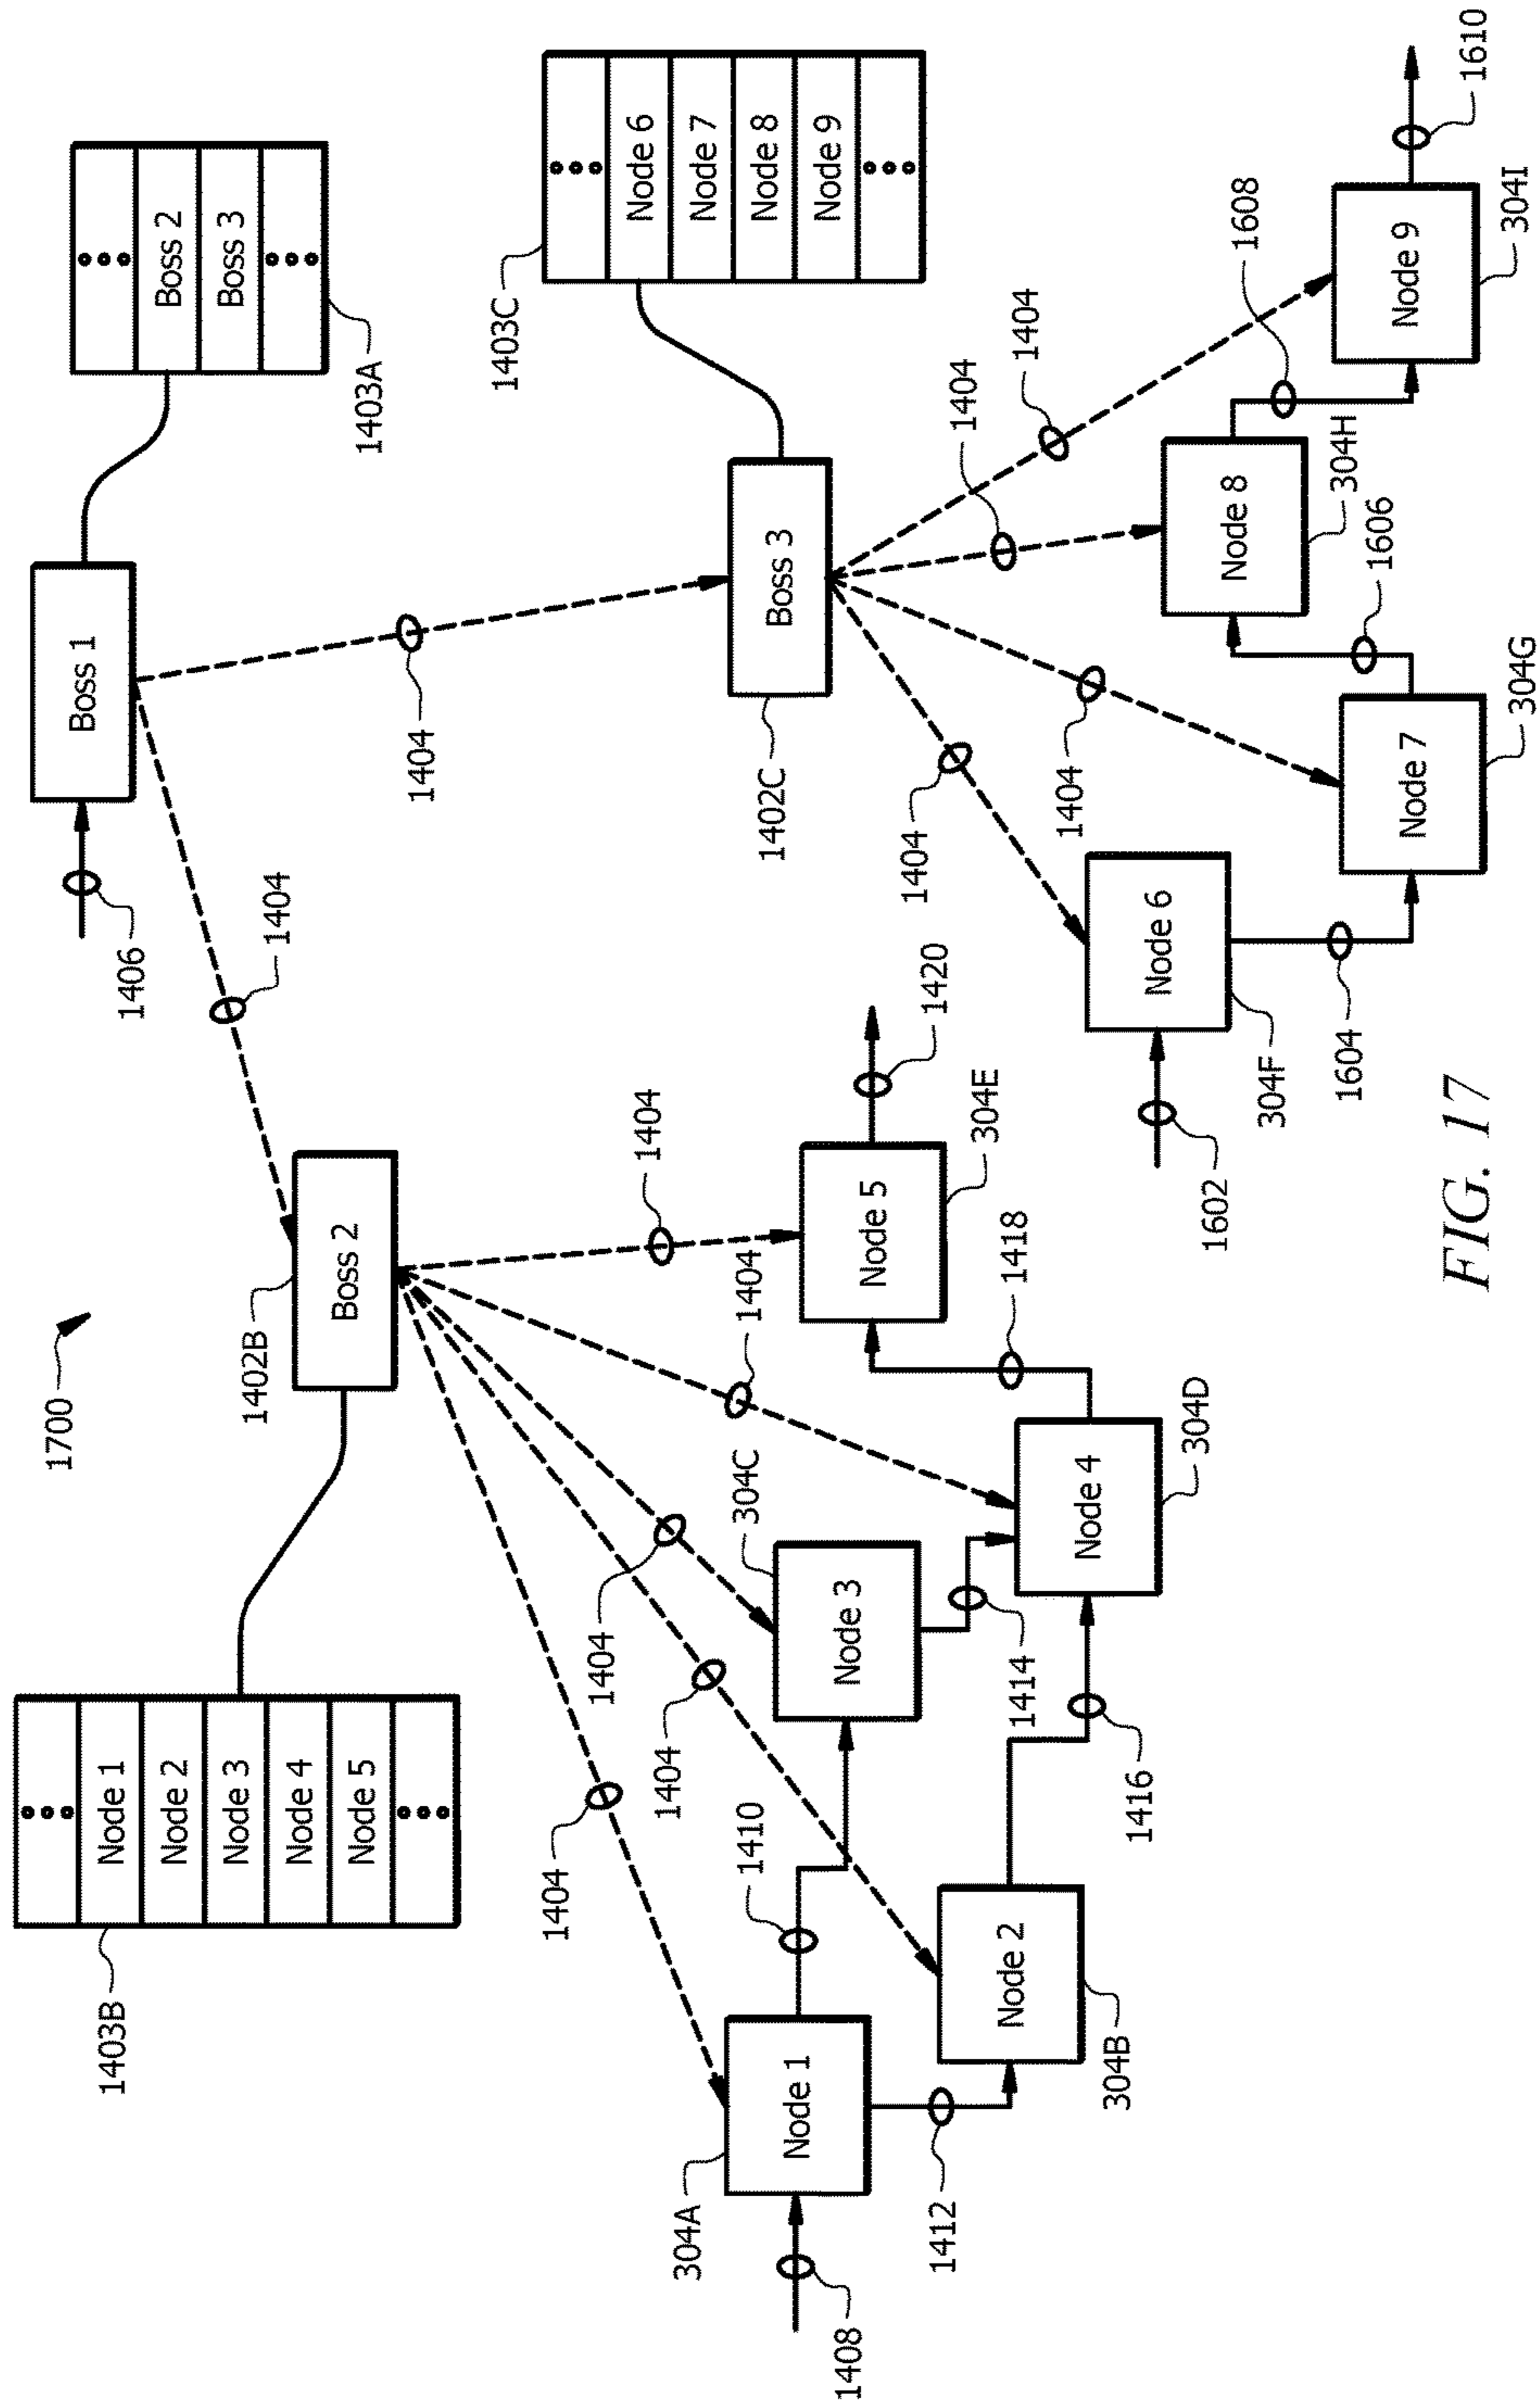 1700
1406
Boss 1
Boss 2
Boss 3
1403A
1404
1404
1403B
Node 1
Node 2
Node 3
Node 4
Node 5
1402B
Boss 2
1403C
Node 6
Node 7
Node 8
Node 9
Boss 3
1402C
1404
1404
1404
1404
1404
1404
1404
1404
1404
1408
304A
Node 1
1410
1412
Node 2
304B
304C
Node 3
1414
1416
Node 4
304D
1418
Node 5
304E
1420
1602
Node 6
304F
1604
Node 7
304G
1606
Node 8
304H
1608
Node 9
304I
1610
FIG. 17